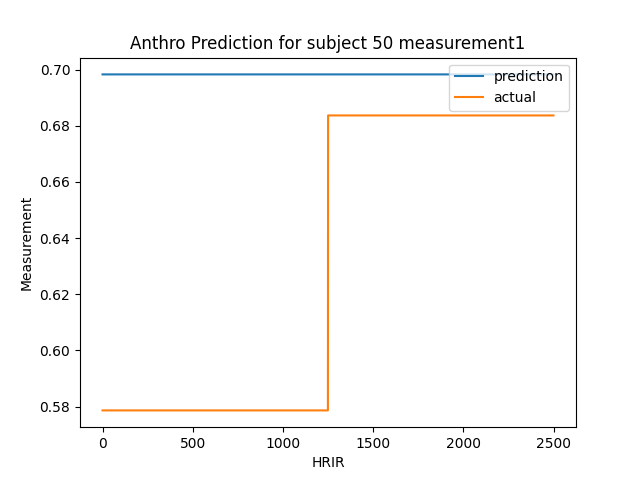 Anthro Prediction for subject 50 measurement1
prediction
actual
0.70
0.68
0.66
0.64
0.62
0.60
0.58
Measurement
0 500 1000 1500 2000 2500
HRIR